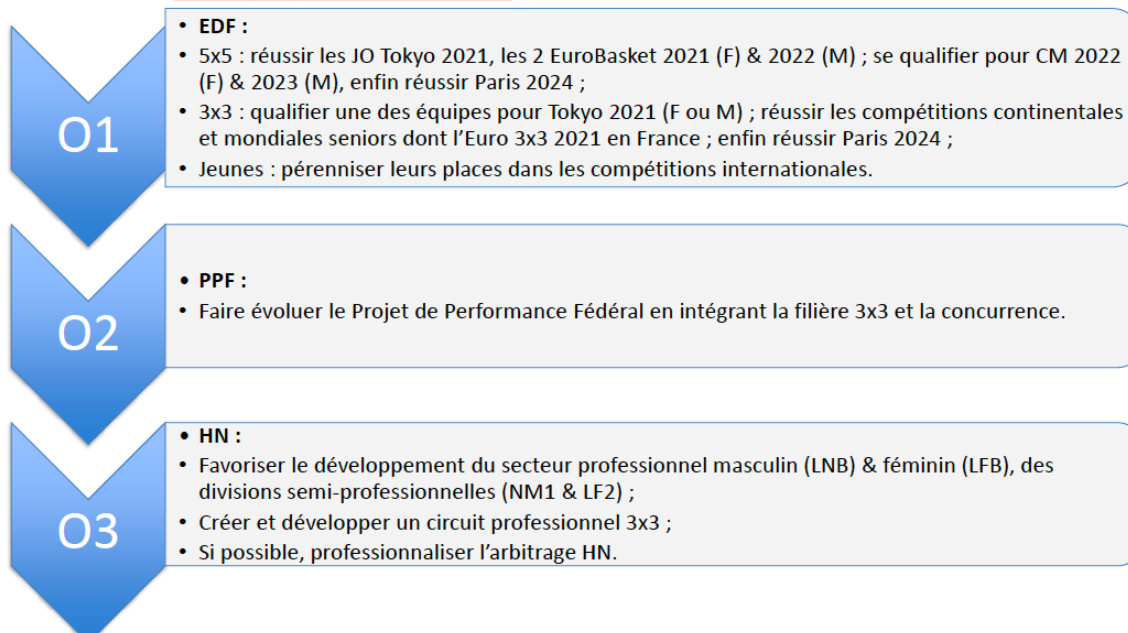 O1
• EDF :
• 5x5 : réussir les JO Tokyo 2021, les 2 EuroBasket 2021 (F) & 2022 (M) ; se qualifier pour CM 2022
(F) & 2023 (M), enfin réussir Paris 2024 ;
• 3x3 : qualifier une des équipes pour Tokyo 2021 (F ou M) ; réussir les compétitions continentales
et mondiales seniors dont l’Euro 3x3 2021 en France ; enfin réussir Paris 2024 ;
• Jeunes : pérenniser leurs places dans les compétitions internationales.
O2
• PPF :
• Faire évoluer le Projet de Performance Fédéral en intégrant la filière 3x3 et la concurrence.
O3
• HN :
• Favoriser le développement du secteur professionnel masculin (LNB) & féminin (LFB), des
divisions semi-professionnelles (NM1 & LF2) ;
• Créer et développer un circuit professionnel 3x3 ;
• Si possible, professionnaliser l’arbitrage HN.